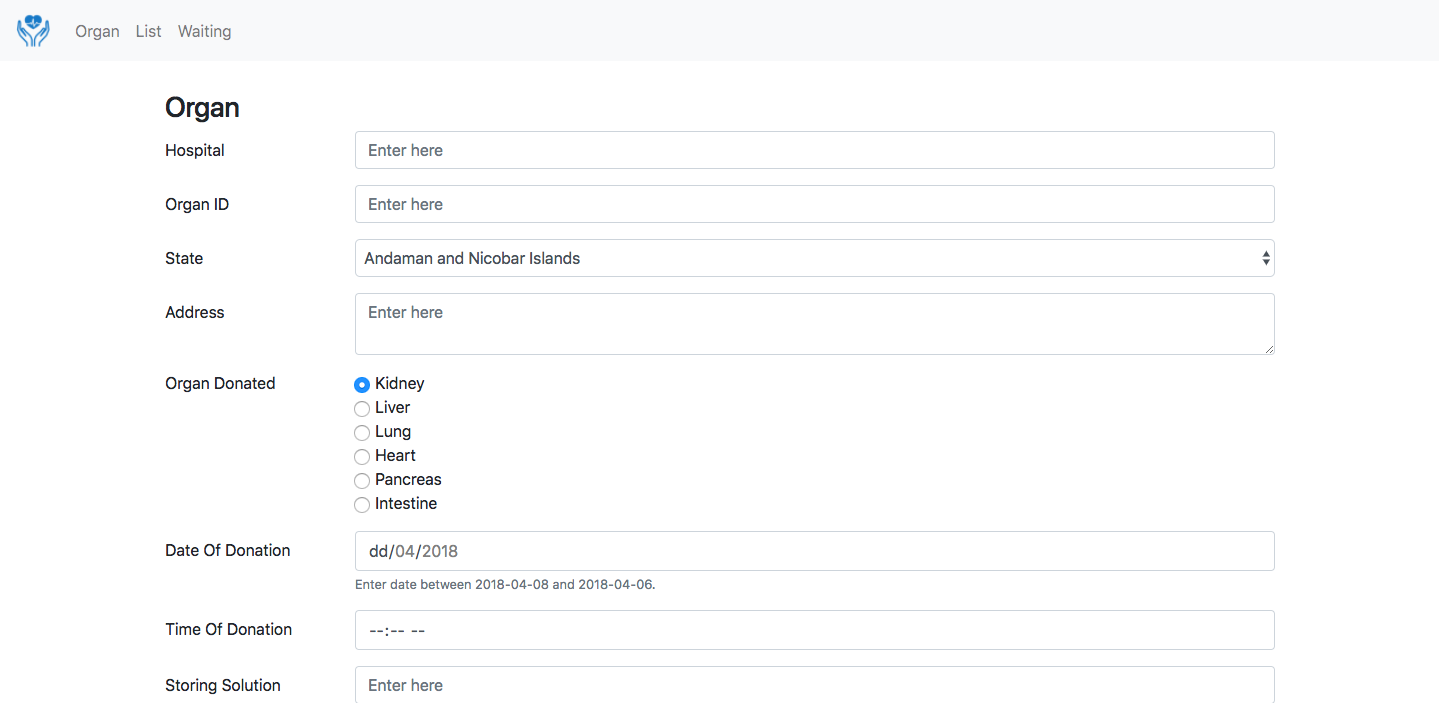 Organ List Waiting
Organ
Hospital Enter here
Organ ID Enter here
State Andaman and Nicobar Islands
Address Enter here
Organ Donated Kidney
Liver
Lung
Heart
Pancreas
Intestine
Date Of Donation dd/04/2018
Enter date between 2018-04-08 and 2018-04-06.
Time Of Donation --:-- --
Storing Solution Enter here